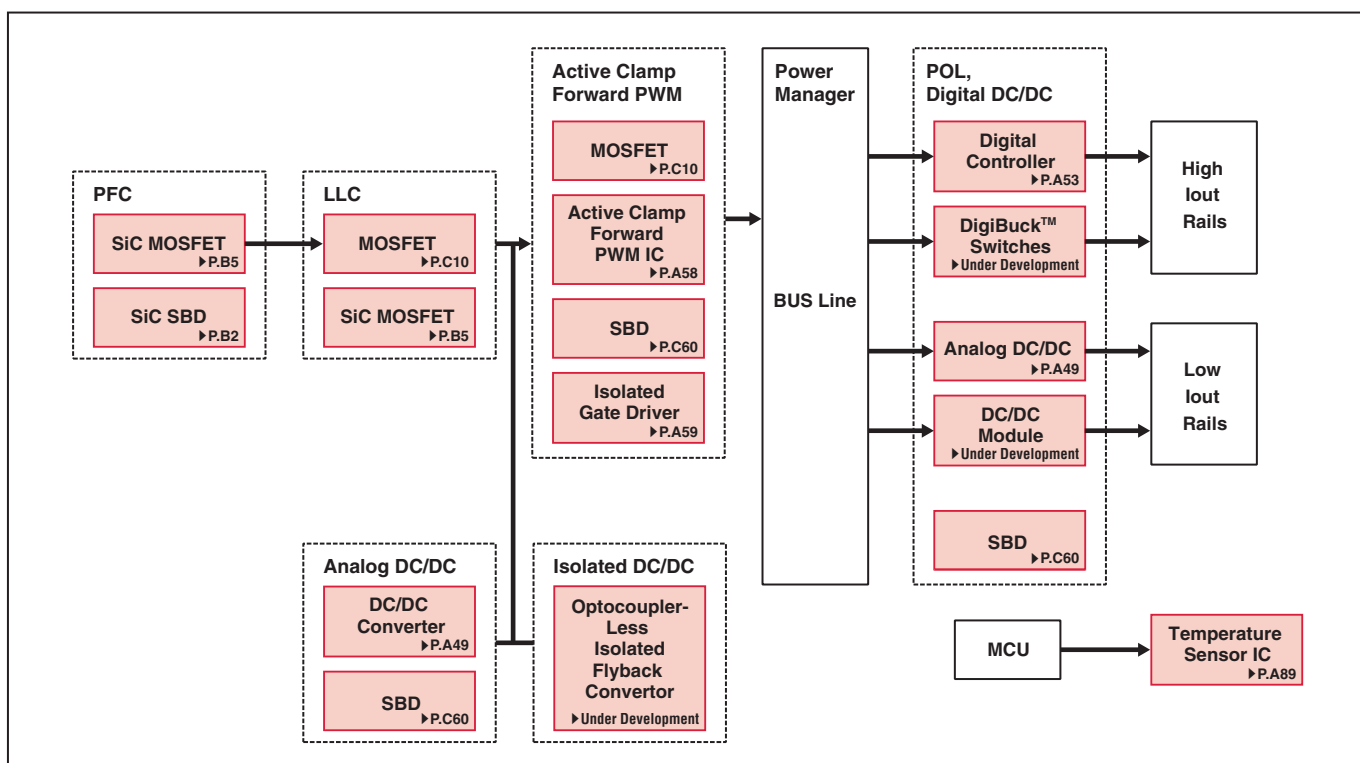 PFC
SiC MOSFET
▶P.B5
SiC SBD
▶P.B2
LLC
MOSFET
▶P.C10
SiC MOSFET
▶P.B5
Active Clamp
Forward PWM
MOSFET
▶P.C10
Active Clamp
Forward
PWM IC
▶P.A58
SBD
▶P.C60
Isolated
Gate Driver
▶P.A59
Power
Manager
BUS Line
POL,
Digital DC/DC
Digital
Controller
▶P.A53
DigiBuck™
Switches
▶Under Development
Analog DC/DC
▶P.A49
DC/DC
Module
▶Under Development
SBD
▶P.C60
High
Iout
Rails
Low
Iout
Rails
Analog DC/DC
DC/DC
Converter
▶P.A49
SBD
▶P.C60
Isolated DC/DC
Optocoupler-
Less
Isolated
Flyback
Convertor
▶Under Development
MCU
Temperature
Sensor IC
▶P.A89